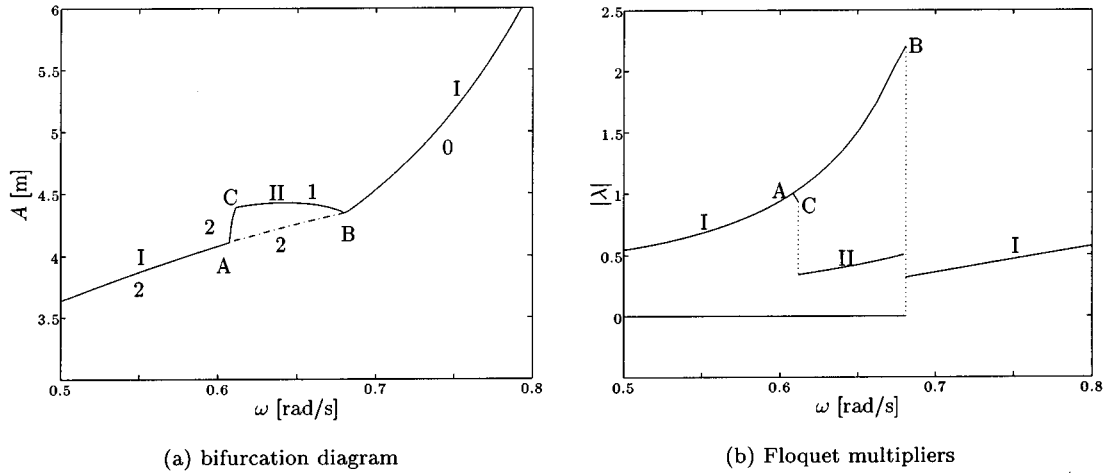 6
5.5
5
4.5
4
3.5
A [m]
0.5
0.6
0.7
0.8
ω [rad/s]
I
2
A
2
C
II
1
2
B
I
0
(a) bifurcation diagram
2.5
2
1.5
1
0.5
0
|λ|
0.5
0.6
0.7
0.8
ω [rad/s]
I
A
C
B
II
I
(b) Floquet multipliers